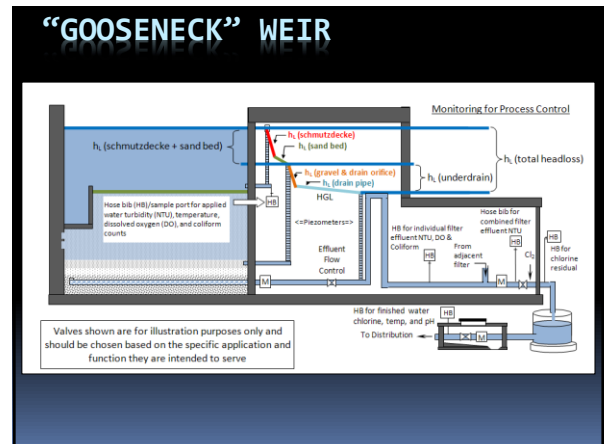 “GOOSENECK” WEIR
Monitoring for Process Control
hL (schmutzdecke)
hL (schmutzdecke + sand bed)
hL (sand bed)
hL (total headloss)
hL (gravel & drain orifice)
hL (underdrain)
hL (drain pipe)
Hose bib (HB)/sample port for applied
water turbidity (NTU), temperature,
dissolved oxygen (DO), and coliform
counts
HB
HGL
<=Piezometers=>
HB for individual filter
effluent NTU, DO &
Coliform
Hose bib for
combined filter
effluent NTU
From
adjacent
filter
Effluent
Flow
Control
HB
HB
Cl2
HB
HB for
chlorine
residual
M
M
M
HB for finished water
chlorine, temp, and pH
HB
To Distribution
M
Valves shown are for illustration purposes only and
should be chosen based on the specific application and
function they are intended to serve